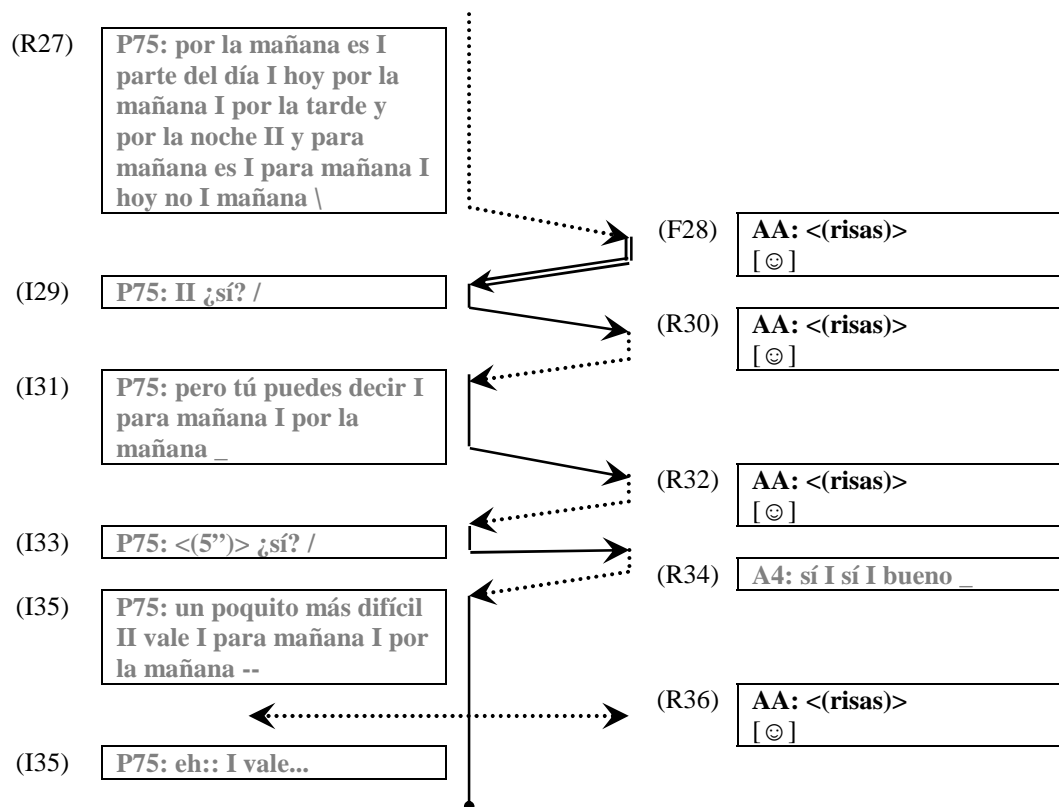 (R27)
P75: por la mañana es I
parte del día I hoy por la
mañana I por la tarde y
por la noche II y para
mañana es I para mañana I
hoy no I mañana \
(F28)
AA: <(risas)>
[☺]
(I29)
P75: II ¿sí? /
(R30)
AA: <(risas)>
[☺]
(I31)
P75: pero tú puedes decir I
para mañana I por la
mañana _
(R32)
AA: <(risas)>
[☺]
(I33)
P75: <(5”)> ¿sí? /
(R34)
A4: sí I sí I bueno _
(I35)
P75: un poquito más difícil
II vale I para mañana I por
la mañana --
(R36)
AA: <(risas)>
[☺]
(I35)
P75: eh:: I vale...